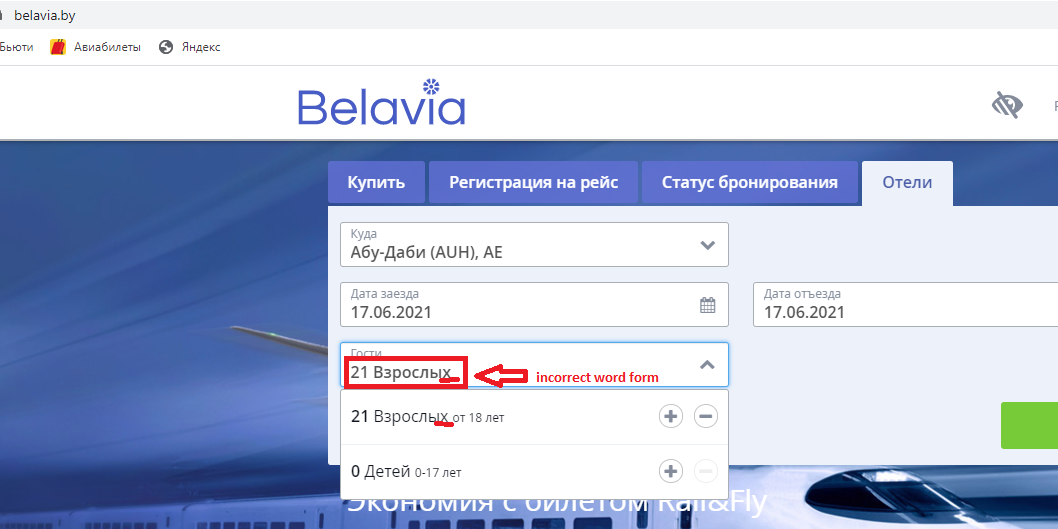 belavia.by
Бьюти Авиабилеты Яндекс
Belavia
Купить Регистрация на рейс Статус бронирования Отели
Куда
Абу-Даби (AUH), AE
Дата заезда Дата отъезда
17.06.2021 17.06.2021
Гости
21 Взрослых incorrect word form
21 Взрослых от 18 лет
0 Детей 0-17 лет
Экономия с билетом Rail&Fly